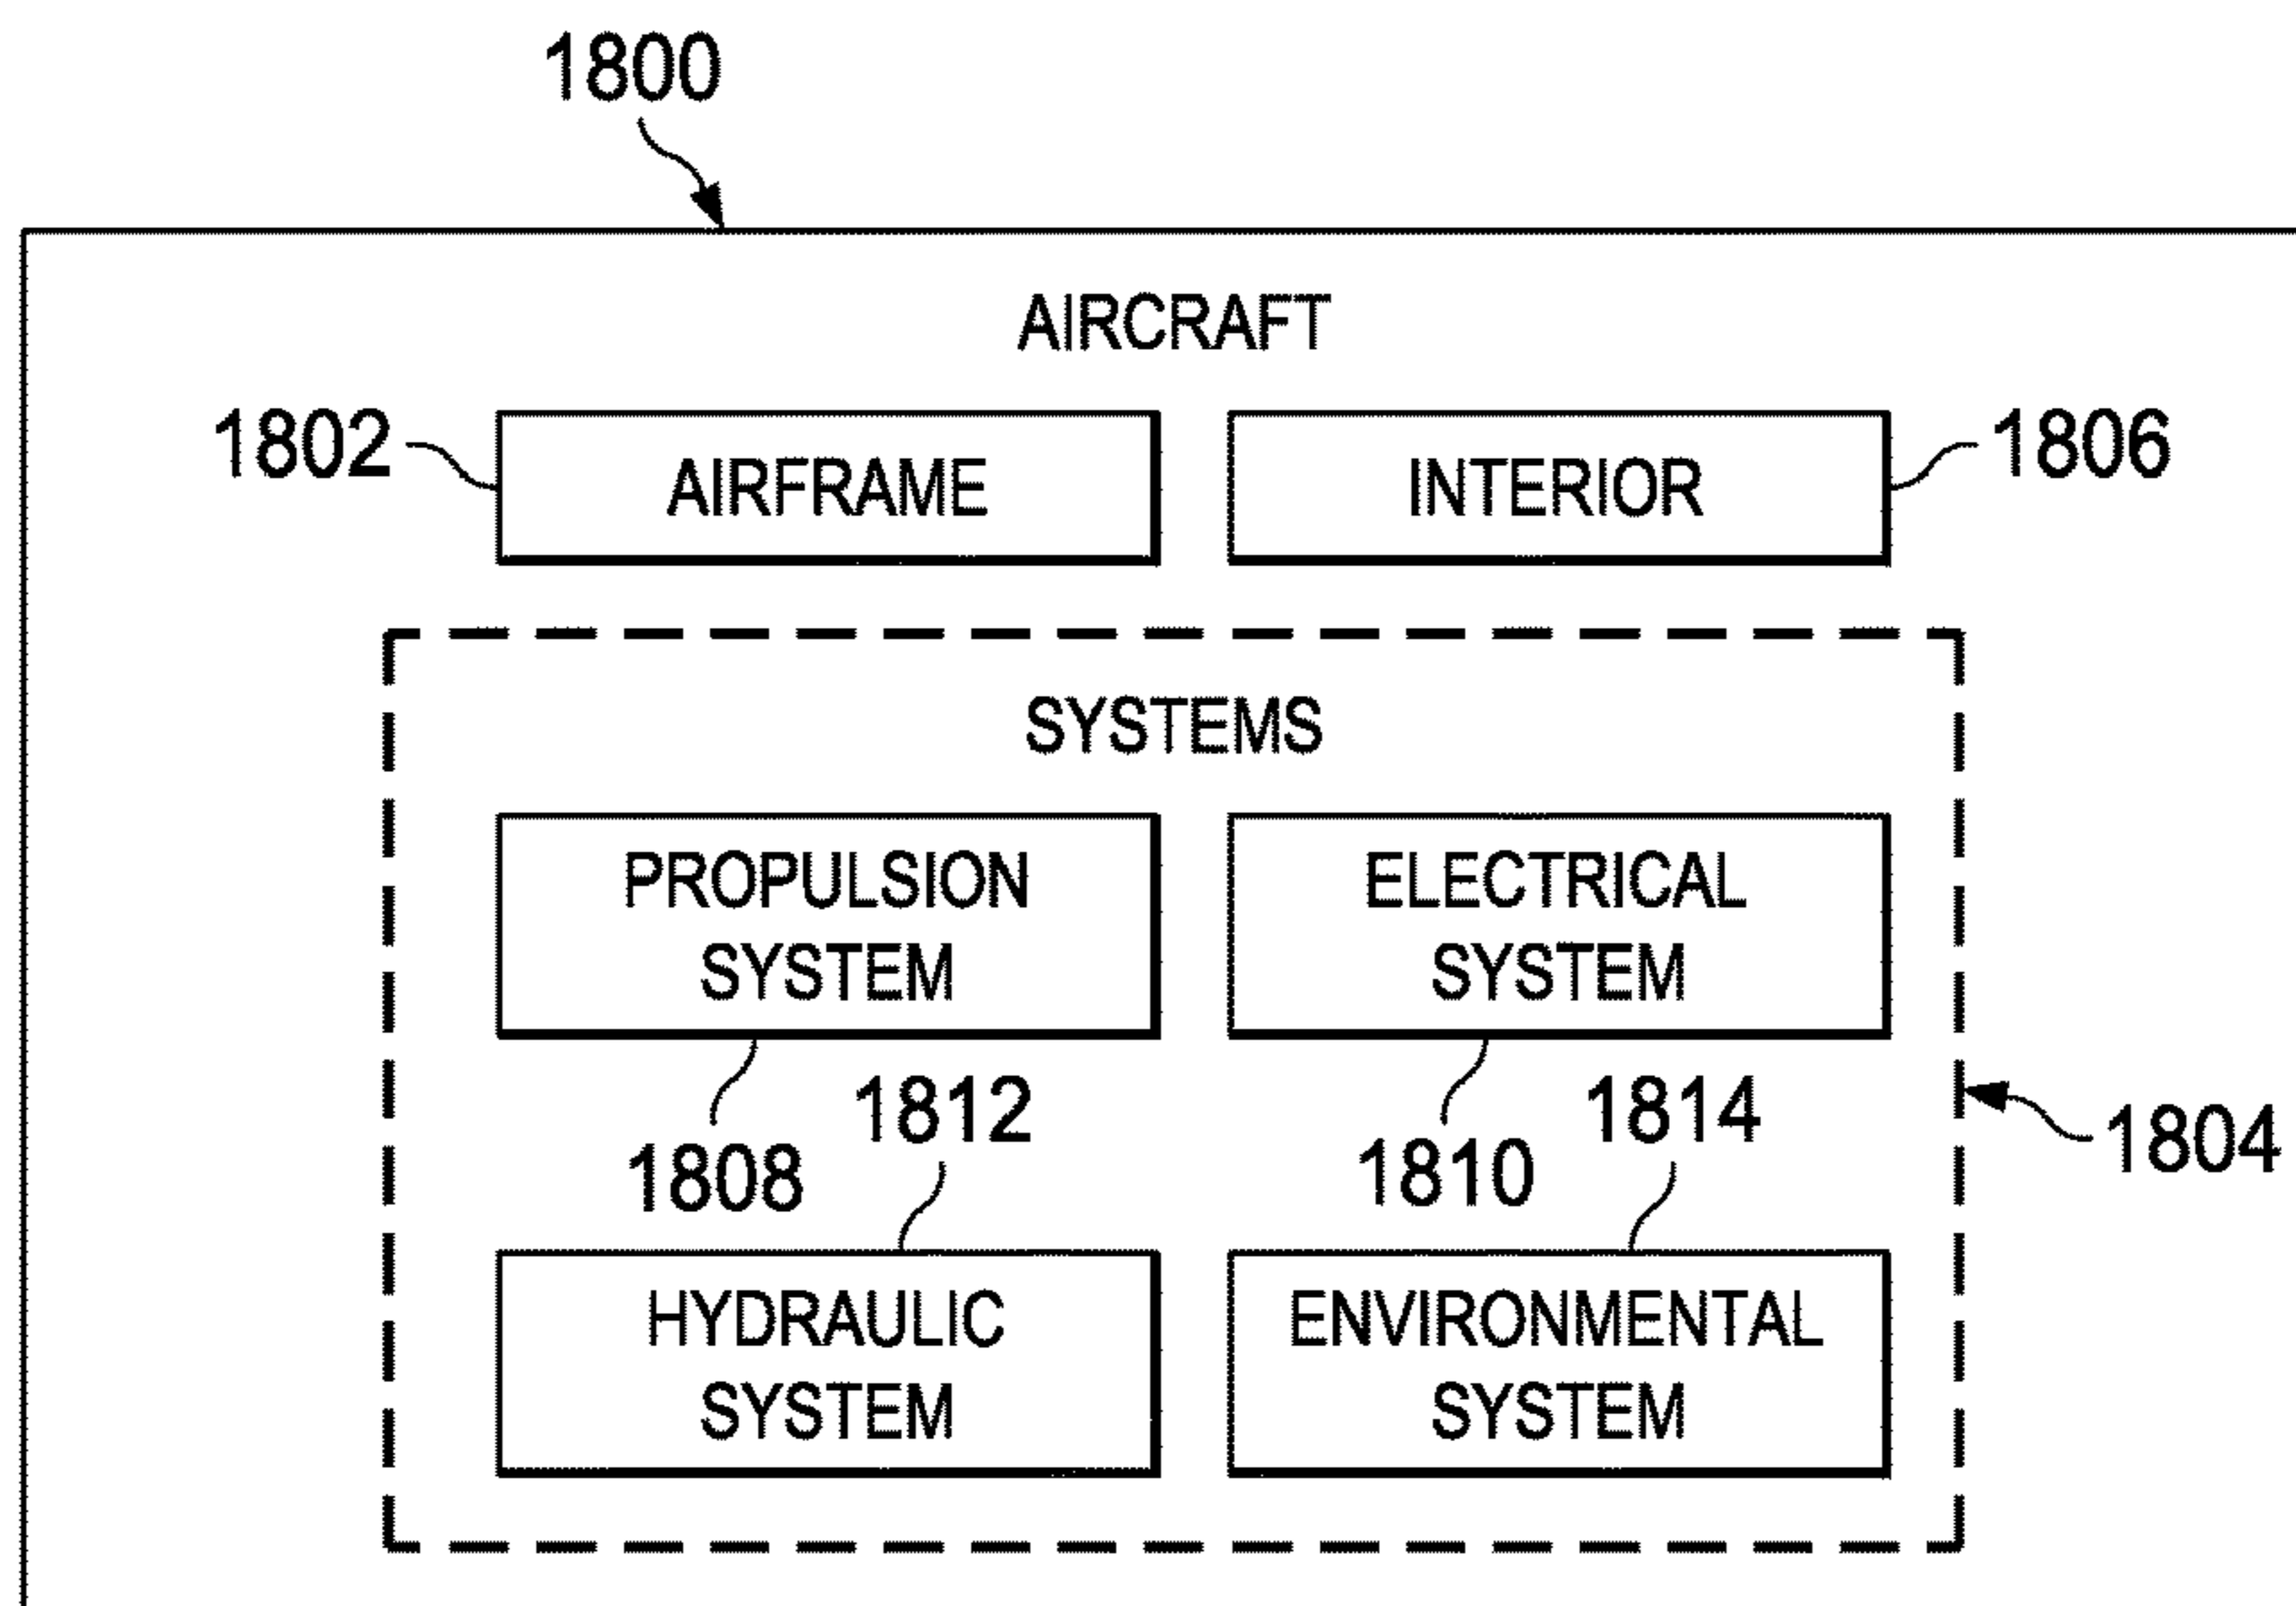 1800
AIRCRAFT
1802
AIRFRAME
INTERIOR
1806
SYSTEMS
PROPULSION
SYSTEM
ELECTRICAL
SYSTEM
1808
1812
1810
1814
1804
HYDRAULIC
SYSTEM
ENVIRONMENTAL
SYSTEM